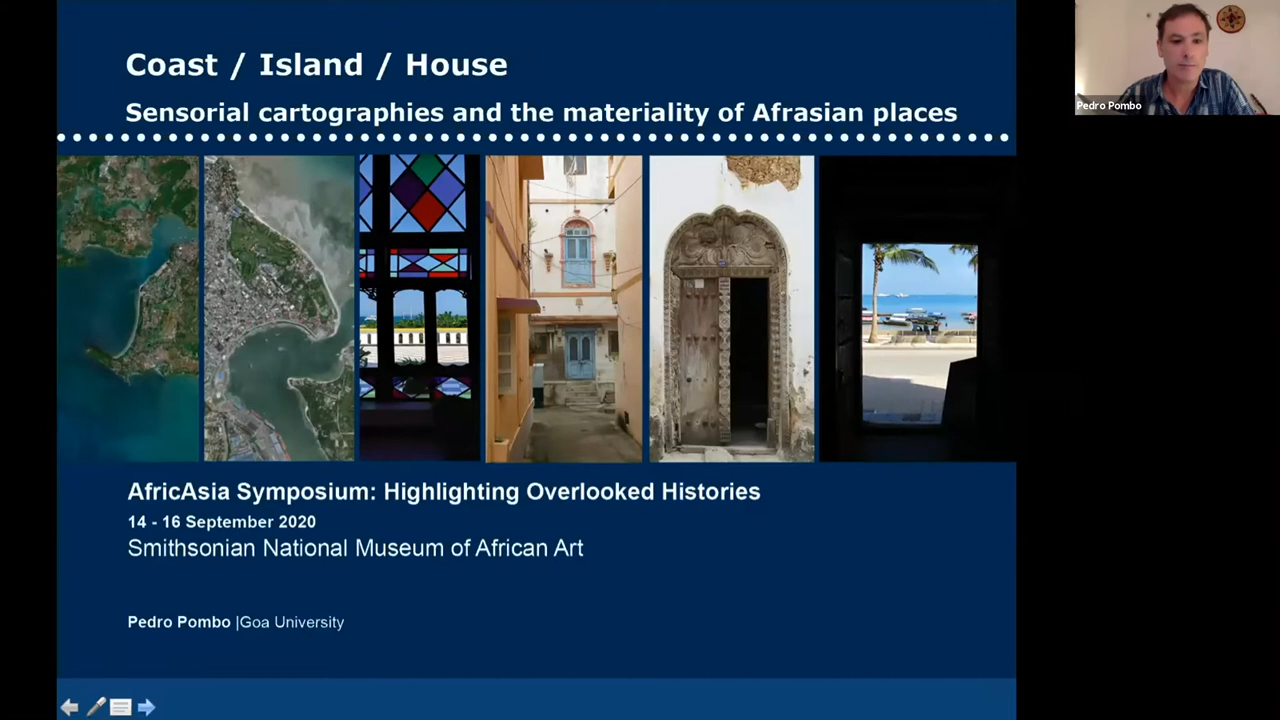 Coast / Island / House
Sensorial cartographies and the materiality of Afrasian places
AfricAsia Symposium: Highlighting Overlooked Histories
14 - 16 September 2020
Smithsonian National Museum of African Art
Pedro Pombo |Goa University
Pedro Pombo